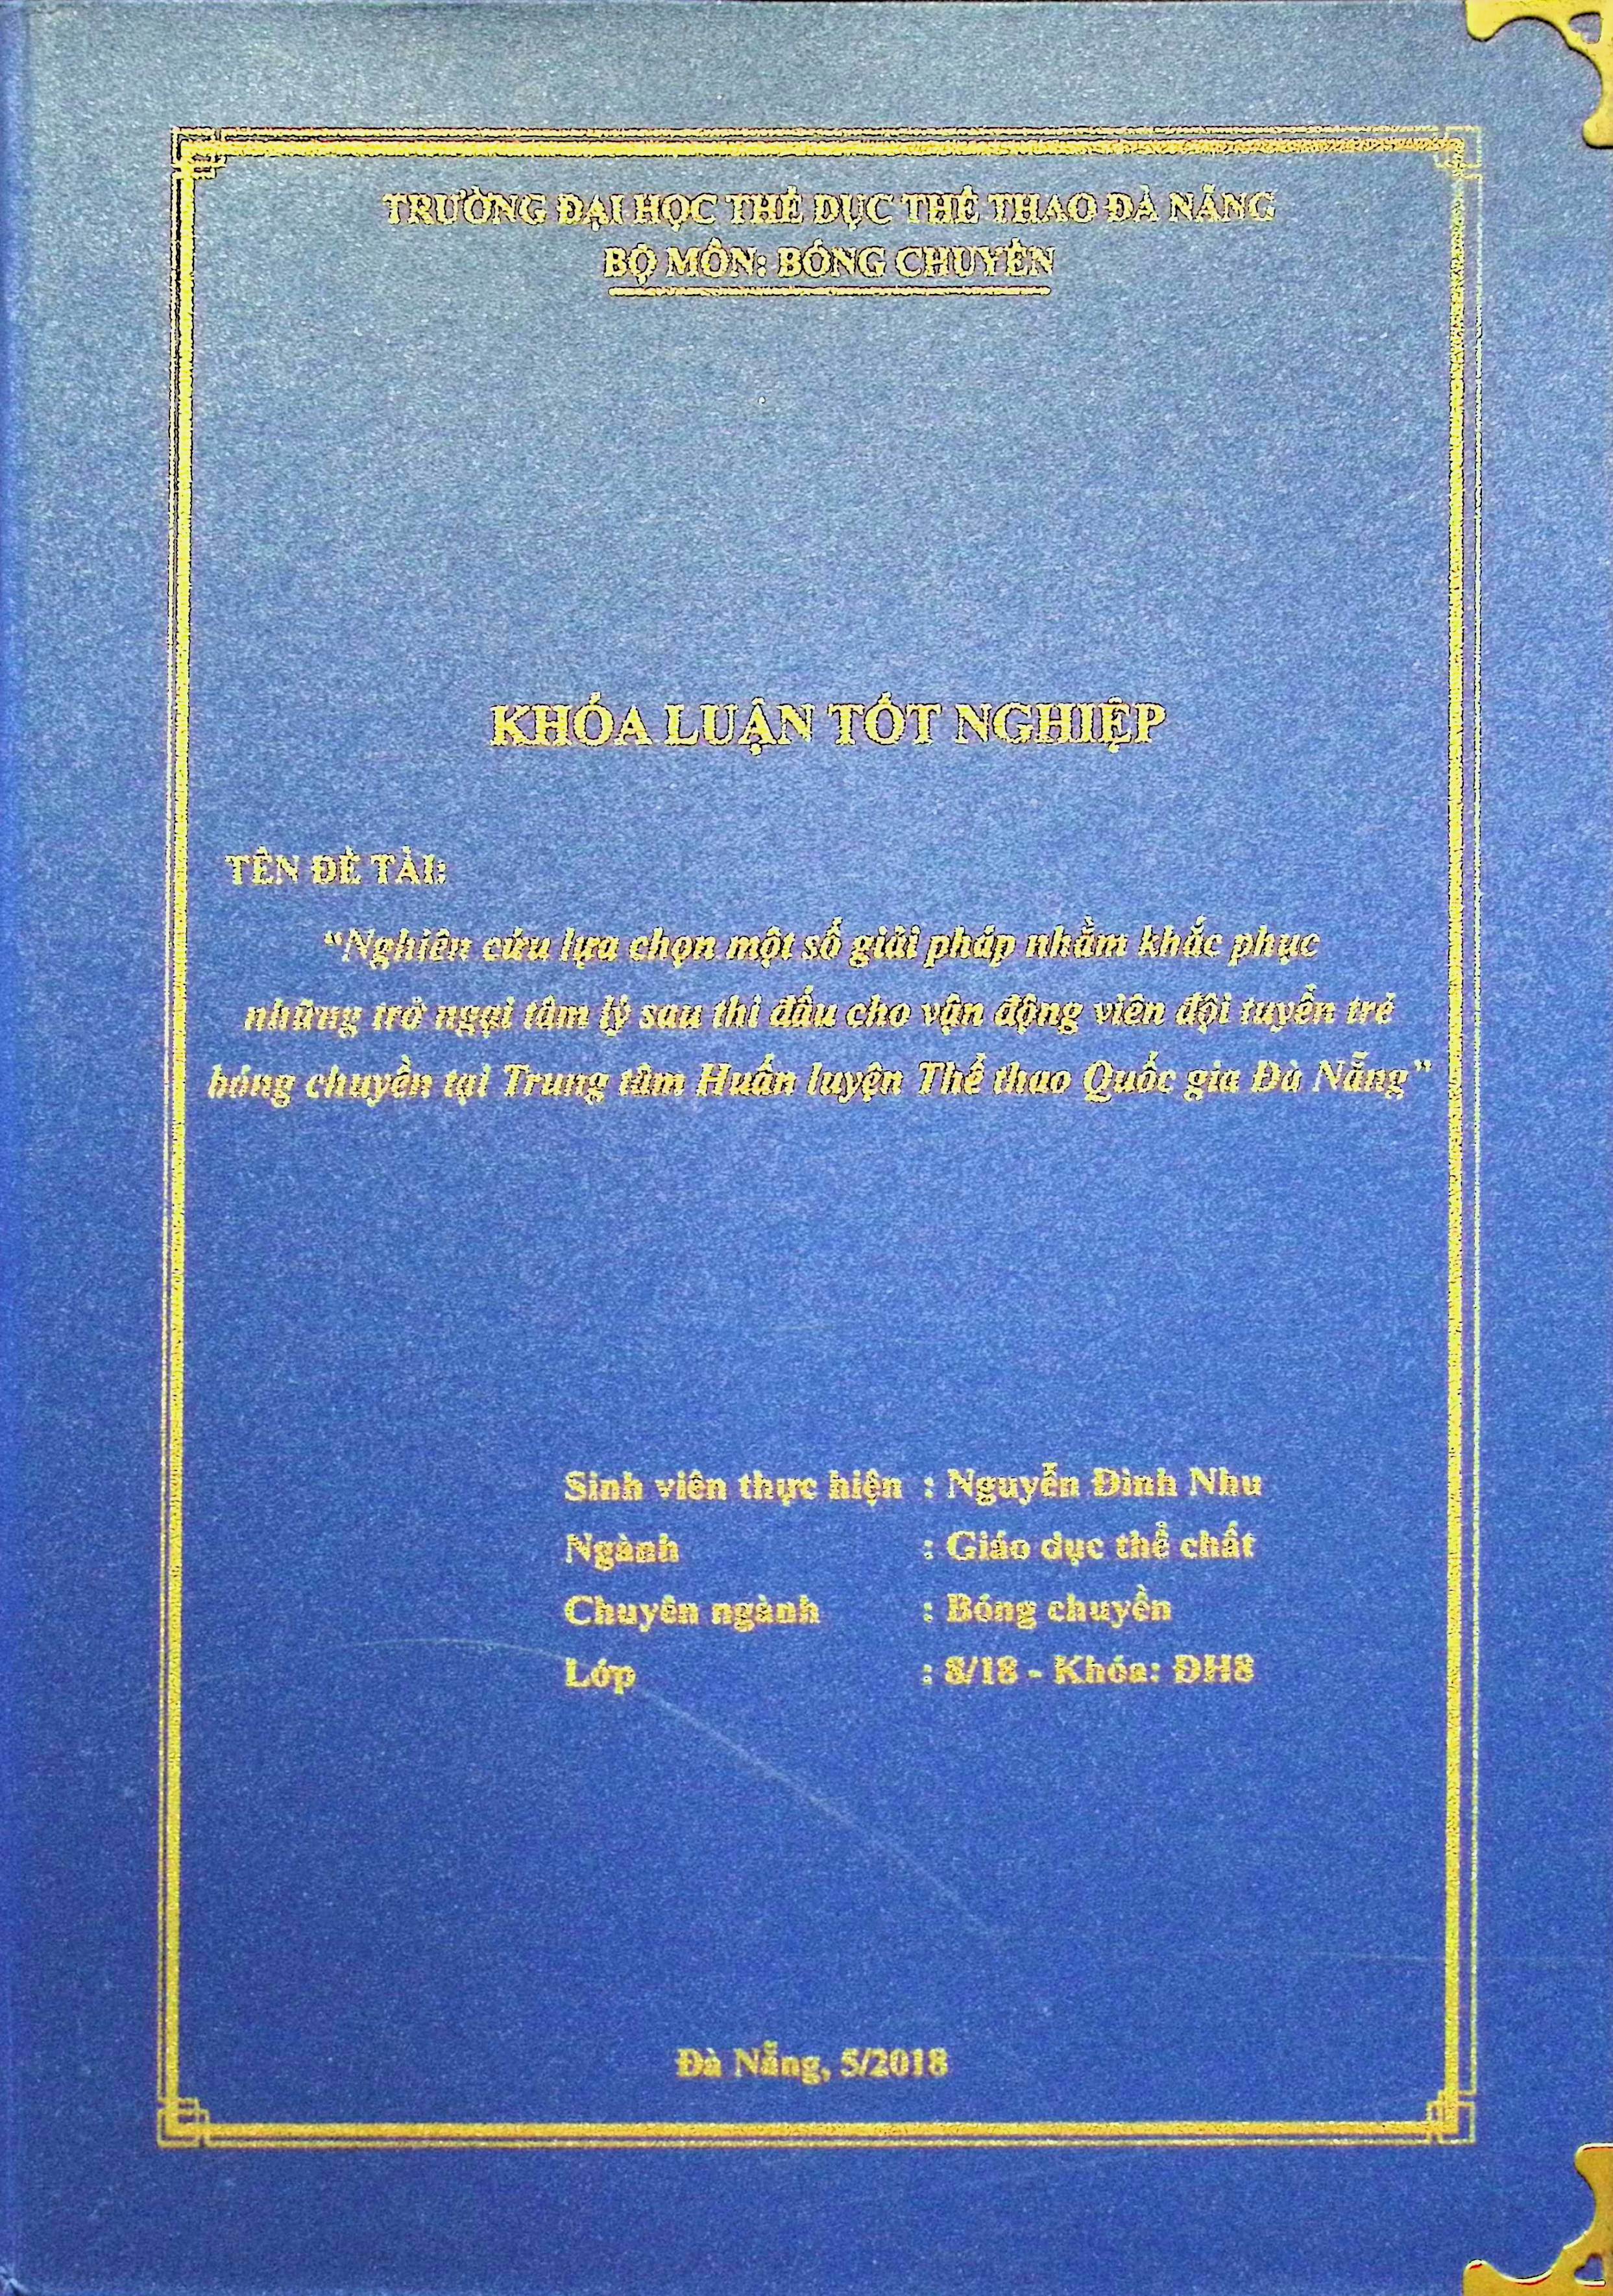 TRƯỜNG ĐẠI HỌC THỂ DỤC THỂ THAO ĐÀ NẴNG
BỘ MÔN: BÓNG CHUYỀN
KHÓA LUẬN TỐT NGHIỆP
TÊN ĐỀ TÀI:
“Nghiên cứu lựa chọn một số giải pháp nhằm khắc phục
những trở ngại tâm lý sau thi đấu cho vận động viên đội tuyển trẻ
bóng chuyền tại Trung tâm Huấn luyện Thể thao Quốc gia Đà Nẵng”
Sinh viên thực hiện : Nguyễn Đình Nhu
Ngành : Giáo dục thể chất
Chuyên ngành : Bóng chuyền
Lớp : 8/18 - Khóa: ĐH8
Đà Nẵng, 5/2018